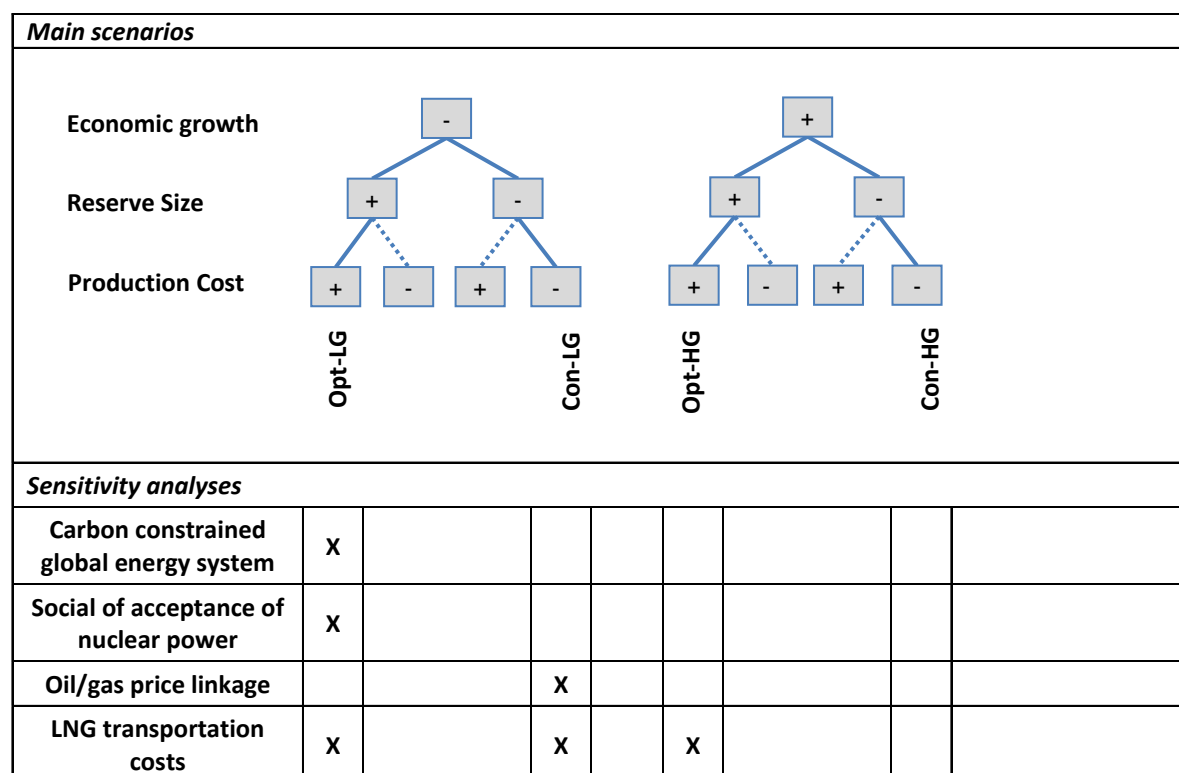 Main scenarios
Economic growth
- +
Reserve Size
+ - + -
Production Cost
+ - + - + - + -
Opt-LG Con-LG Opt-HG Con-HG
Sensitivity analyses
Carbon constrained
global energy system
X
Social of acceptance of
nuclear power
X
Oil/gas price linkage X
LNG transportation
costs
X X X